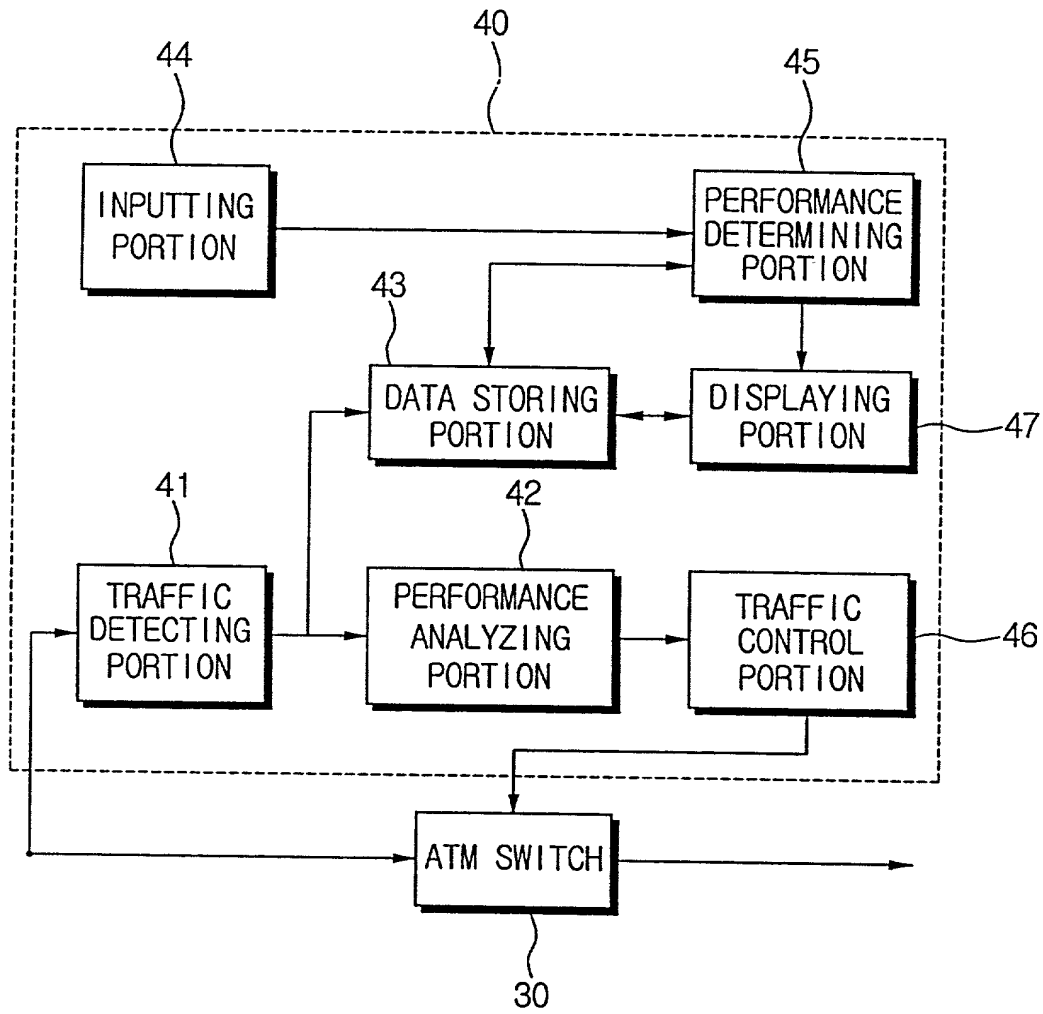 40
44
45
INPUTTING
PORTION
PERFORMANCE
DETERMINING
PORTION
43
DATA STORING
PORTION
DISPLAYING
PORTION
47
41
42
TRAFFIC
DETECTING
PORTION
PERFORMANCE
ANALYZING
PORTION
TRAFFIC
CONTROL
PORTION
46
ATM SWITCH
30